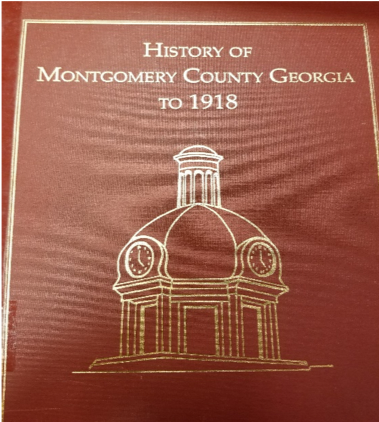 HISTORY OF
MONTGOMERY COUNTY GEORGIA
TO 1918